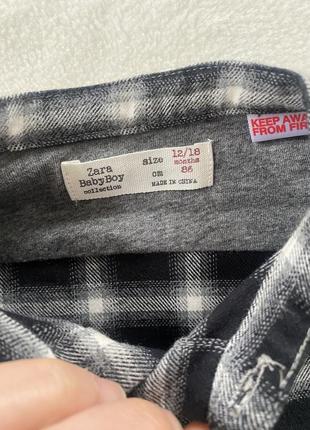 Zara
BabyBoy
collection
size 12/18
months
cm 86
MADE IN CHINA
KEEP AWA
FROM FIR